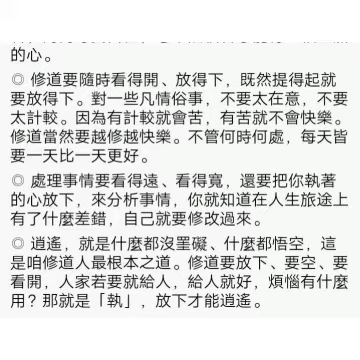 的心。
◎ 修道要隨時看得開、放得下，既然提得起就
要放得下。對一些凡情俗事，不要太在意，不要
太計較。因為有計較就會苦，有苦就不會快樂。
修道當然要越修越快樂。不管何時何處，每天皆
要一天比一天更好。
◎ 處理事情要看得遠、看得寬，還要把你執著
的心放下，來分析事情，你就知道在人生旅途上
有了什麼差錯，自己就要修改過來。
◎ 逍遙，就是什麼都沒罣礙、什麼都悟空，這
是咱修道人最根本之道。修道要放下、要空、要
看開，人家若要就給人，給人就好，煩惱有什麼
用？那就是「執」，放下才能逍遙。